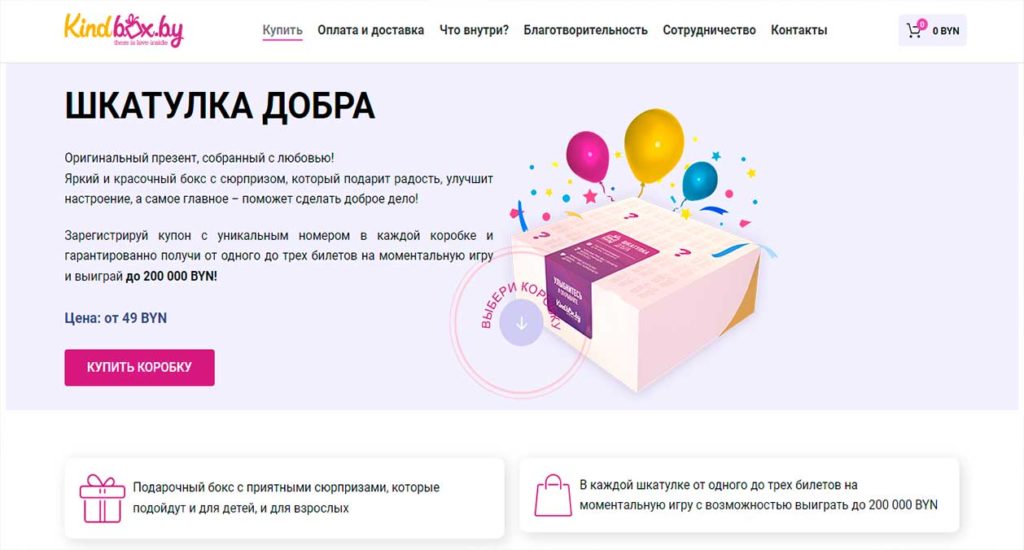 Kindbox.by
there is love inside
Купить Оплата и доставка Что внутри? Благотворительность Сотрудничество Контакты
0 0 BYN
ШКАТУЛКА ДОБРА
Оригинальный презент, собранный с любовью!
Яркий и красочный бокс с сюрпризом, который подарит радость, улучшит
настроение, а самое главное – поможет сделать доброе дело!
Зарегистрируй купон с уникальным номером в каждой коробке и
гарантированно получи от одного до трех билетов на моментальную игру
и выиграй до 200 000 BYN!
Цена: от 49 BYN
КУПИТЬ КОРОБКУ
ВЫБЕРИ КОРОБКУ
? ? ?
ШКАТУЛКА
УЛЫБНИТЕСЬ
Kindbox.by
Подарочный бокс с приятными сюрпризами, которые
подойдут и для детей, и для взрослых
В каждой шкатулке от одного до трех билетов на
моментальную игру с возможностью выиграть до 200 000 BYN